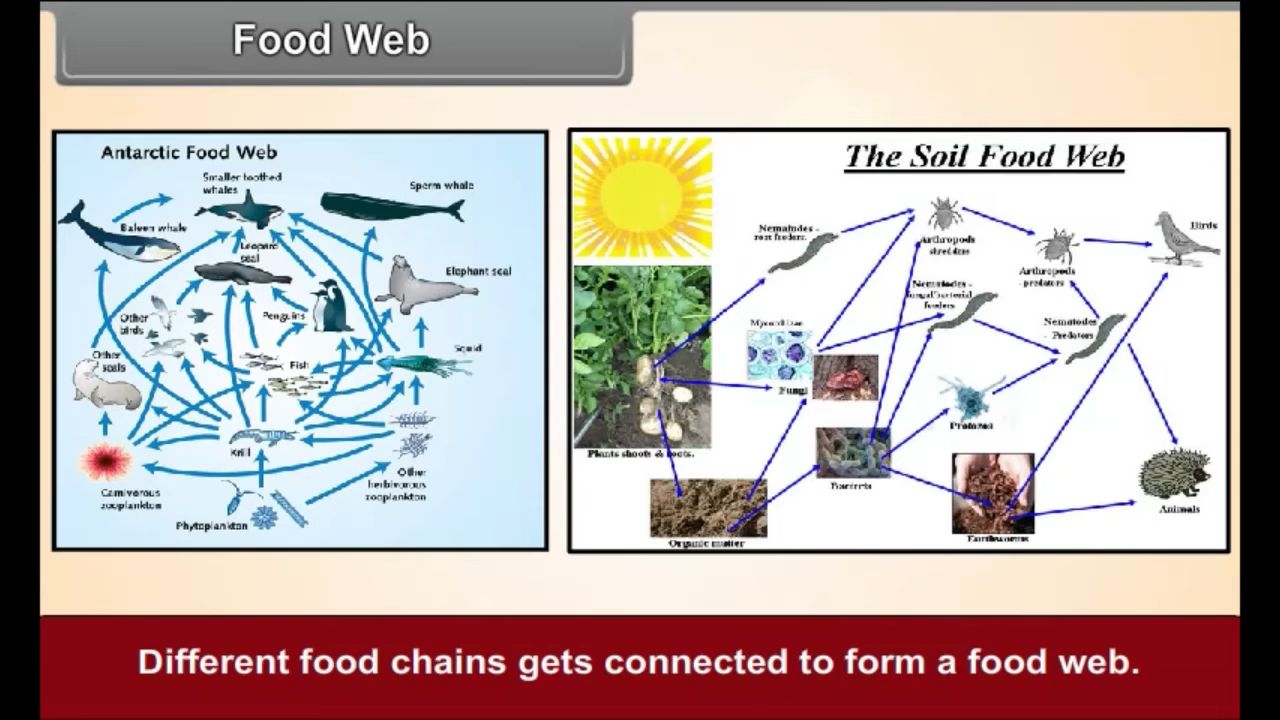 Food Web
Antarctic Food Web
Smaller toothed
whales
Sperm whale
Baleen whale
Leopard
seal
Elephant seal
Other
birds
Penguins
Squid
Other
seals
Fish
Krill
Carnivorous
zooplankton
Other
herbivorous
zooplankton
Phytoplankton
The Soil Food Web
Nematodes -
root feeders.
Arthropods
shredders
Birds
Arthropods
- predators
Nematodes -
fungal bacterial
feeders
Nematodes
- Predators
Fungi
Protozoa
Plants shoots & roots.
Bacteria
Animals
Organic matter
Earthworms
Different food chains gets connected to form a food web.